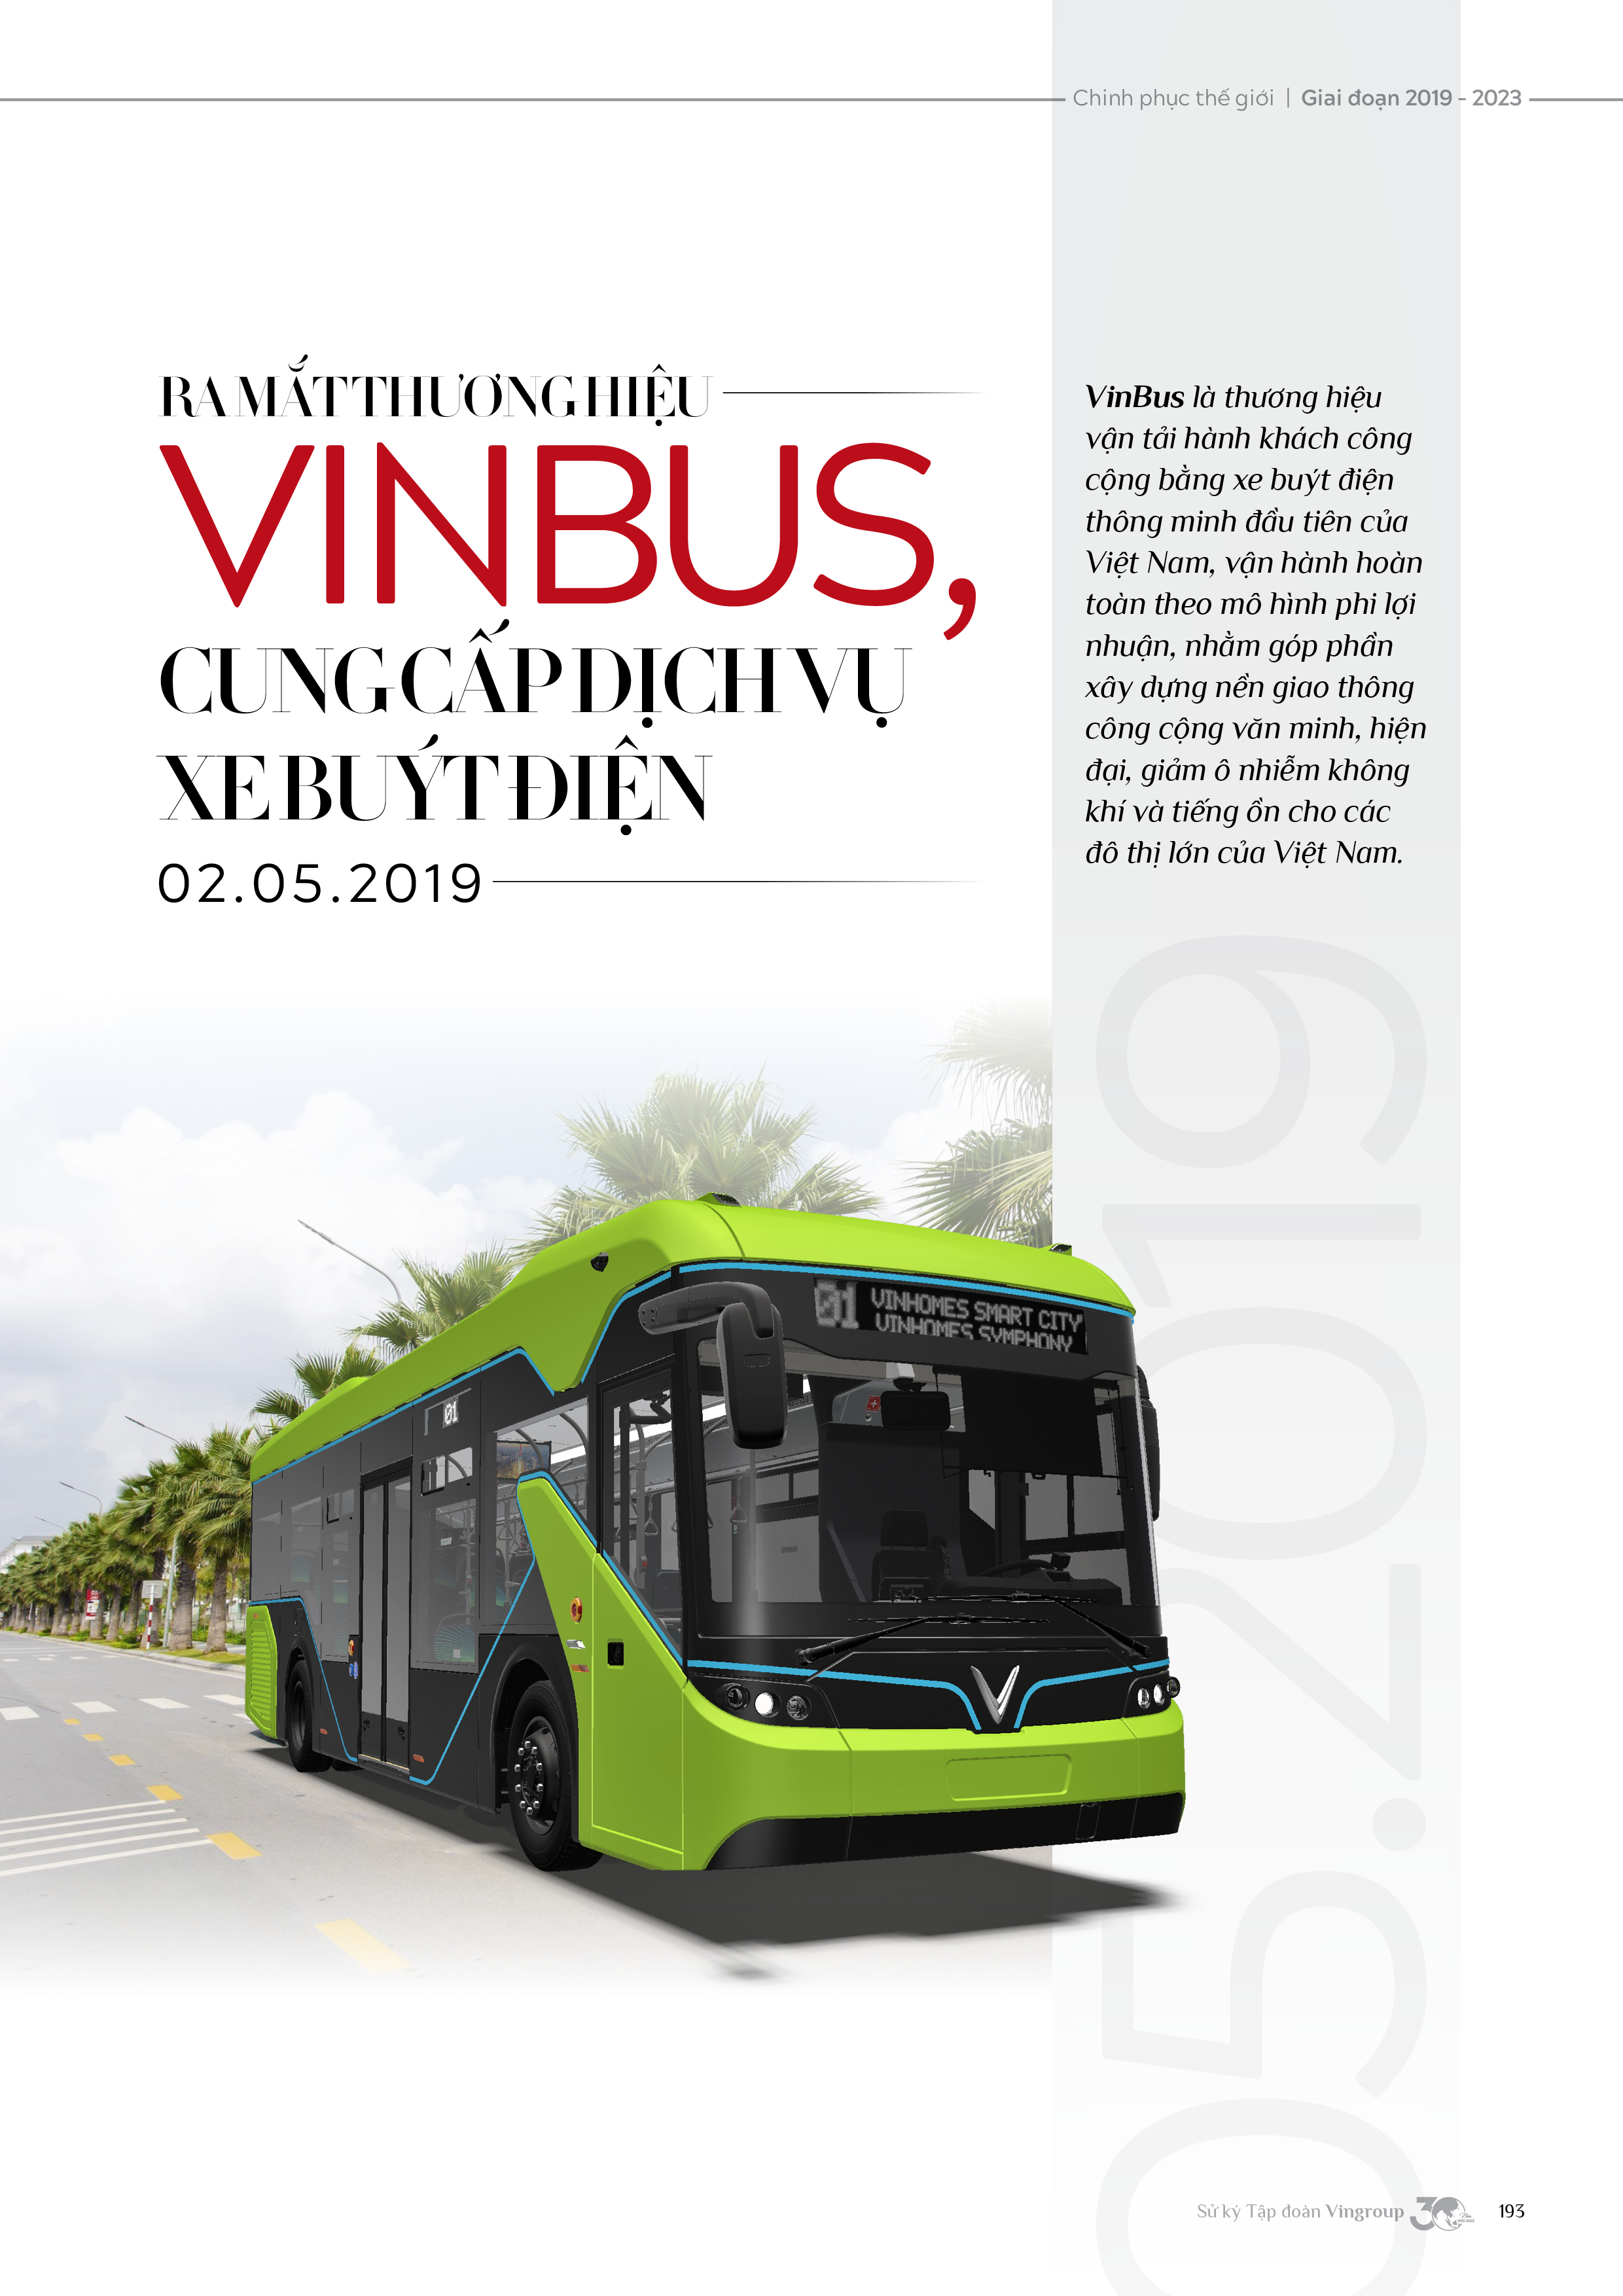 Chinh phục thế giới | Giai đoạn 2019 - 2023
RA MẮT THƯƠNG HIỆU
VINBUS,
CUNG CẤP DỊCH VỤ
XE BUÝT ĐIỆN
02.05.2019
VinBus là thương hiệu
vận tải hành khách công
cộng bằng xe buýt điện
thông minh đầu tiên của
Việt Nam, vận hành hoàn
toàn theo mô hình phi lợi
nhuận, nhằm góp phần
xây dựng nền giao thông
công cộng văn minh, hiện
đại, giảm ô nhiễm không
khí và tiếng ồn cho các
đô thị lớn của Việt Nam.
05.2019
01 VINHOMES SMART CITY
VINHOMES SYMPHONY
01
Sử ký Tập đoàn Vingroup 30 193